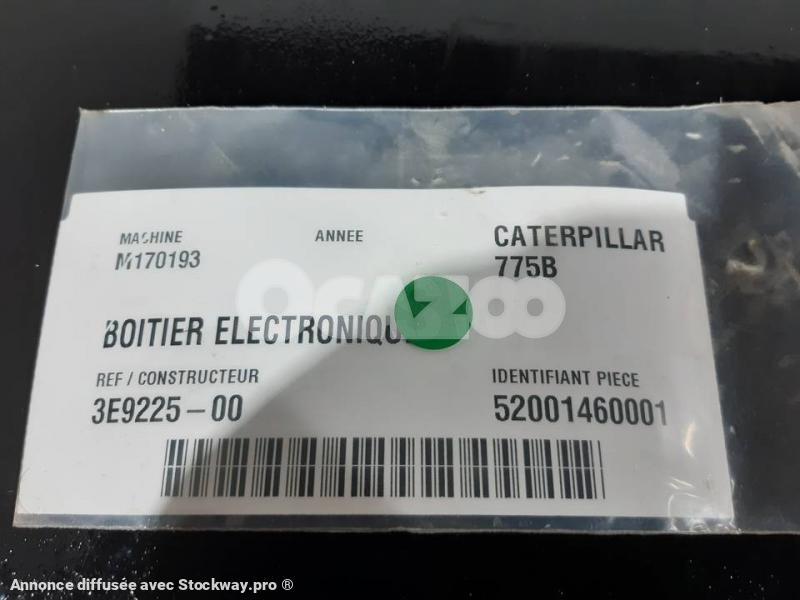 MACHINE ANNEE CATERPILLAR
M170193 775B
OCAZOO
BOITIER ELECTRONIQUE
REF / CONSTRUCTEUR IDENTIFIANT PIECE
3E9225-00 52001460001
Annonce diffusée avec Stockway.pro ®